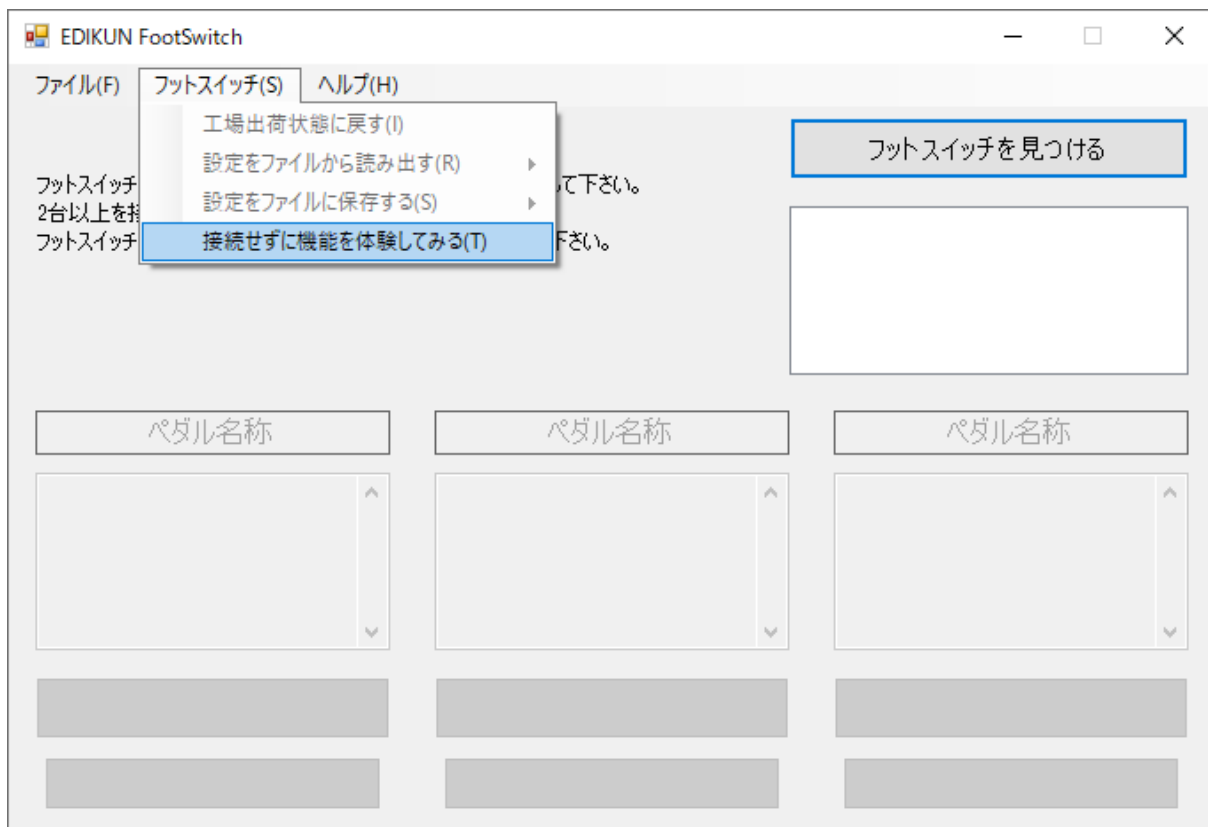 EDIKUN FootSwitch
ファイル(F) フットスイッチ(S) ヘルプ(H)
工場出荷状態に戻す(I)
設定をファイルから読み出す(R)
設定をファイルに保存する(S)
接続せずに機能を体験してみる(T)
フットスイッチを見つける
フットスイッチ て下さい。
2台以上を
フットスイッチ 下さい。
ペダル名称 ペダル名称 ペダル名称